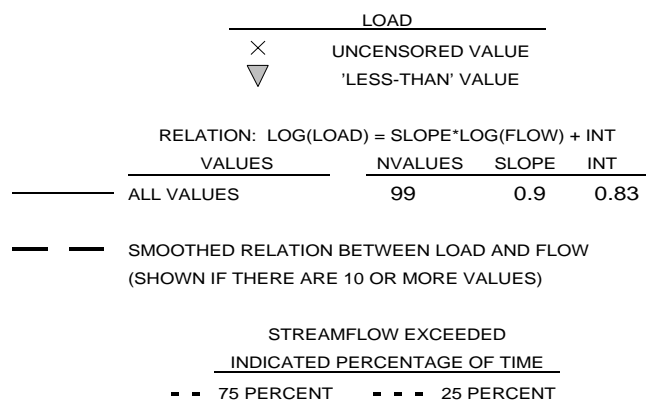 LOAD
UNCENSORED VALUE
'LESS-THAN' VALUE
RELATION: LOG(LOAD) = SLOPE*LOG(FLOW) + INT
VALUES NVALUES SLOPE INT
ALL VALUES 99 0.9 0.83
SMOOTHED RELATION BETWEEN LOAD AND FLOW
(SHOWN IF THERE ARE 10 OR MORE VALUES)
STREAMFLOW EXCEEDED
INDICATED PERCENTAGE OF TIME
75 PERCENT 25 PERCENT